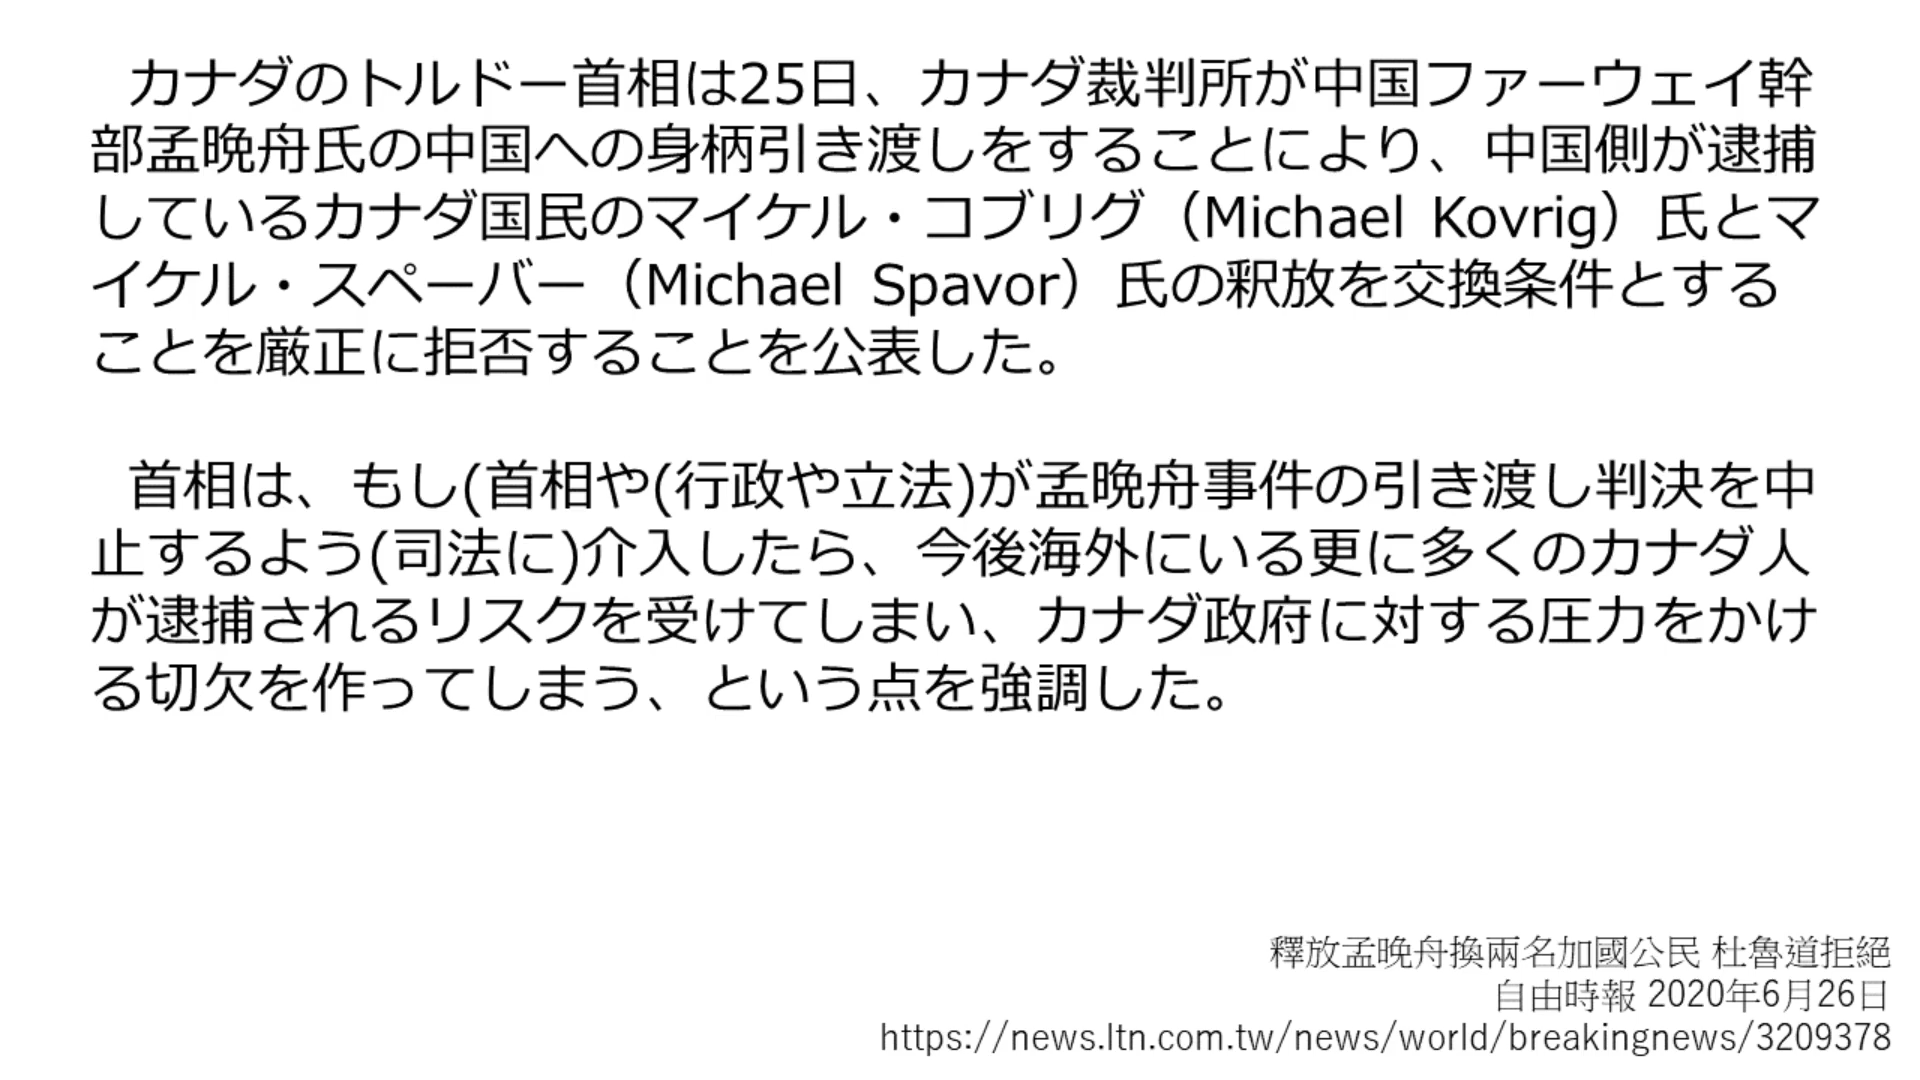 カナダのトルドー首相は25日、カナダ裁判所が中国ファーウェイ幹
部孟晩舟氏の中国への身柄引き渡しをすることにより、中国側が逮捕
しているカナダ国民のマイケル・コブリグ（Michael Kovrig）氏とマ
イケル・スペーバー（Michael Spavor）氏の釈放を交換条件とする
ことを厳正に拒否することを公表した。
首相は、もし(首相や(行政や立法)が孟晩舟事件の引き渡し判決を中
止するよう(司法に)介入したら、今後海外にいる更に多くのカナダ人
が逮捕されるリスクを受けてしまい、カナダ政府に対する圧力をかけ
る切欠を作ってしまう、という点を強調した。
釋放孟晚舟換兩名加國公民 杜魯道拒絕
自由時報 2020年6月26日
https://news.ltn.com.tw/news/world/breakingnews/3209378